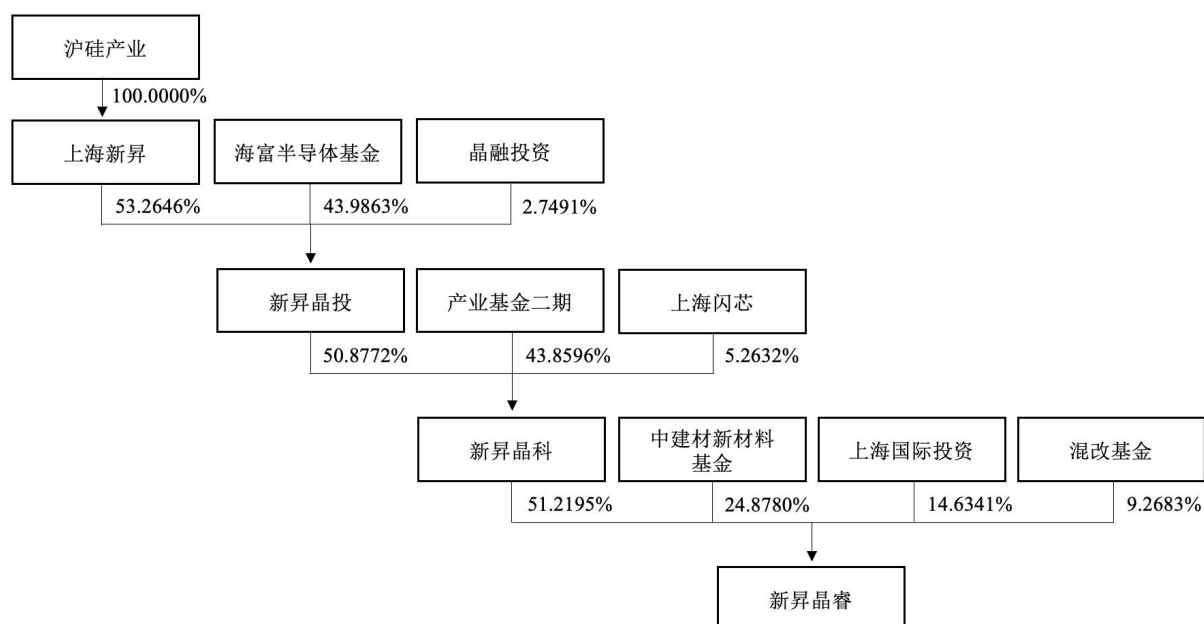 沪硅产业
100.0000%
上海新昇
海富半导体基金
晶融投资
53.2646%
43.9863%
2.7491%
新昇晶投
产业基金二期
上海闪芯
50.8772%
43.8596%
5.2632%
新昇晶科
中建材新材料
基金
上海国际投资
混改基金
51.2195%
24.8780%
14.6341%
9.2683%
新昇晶睿